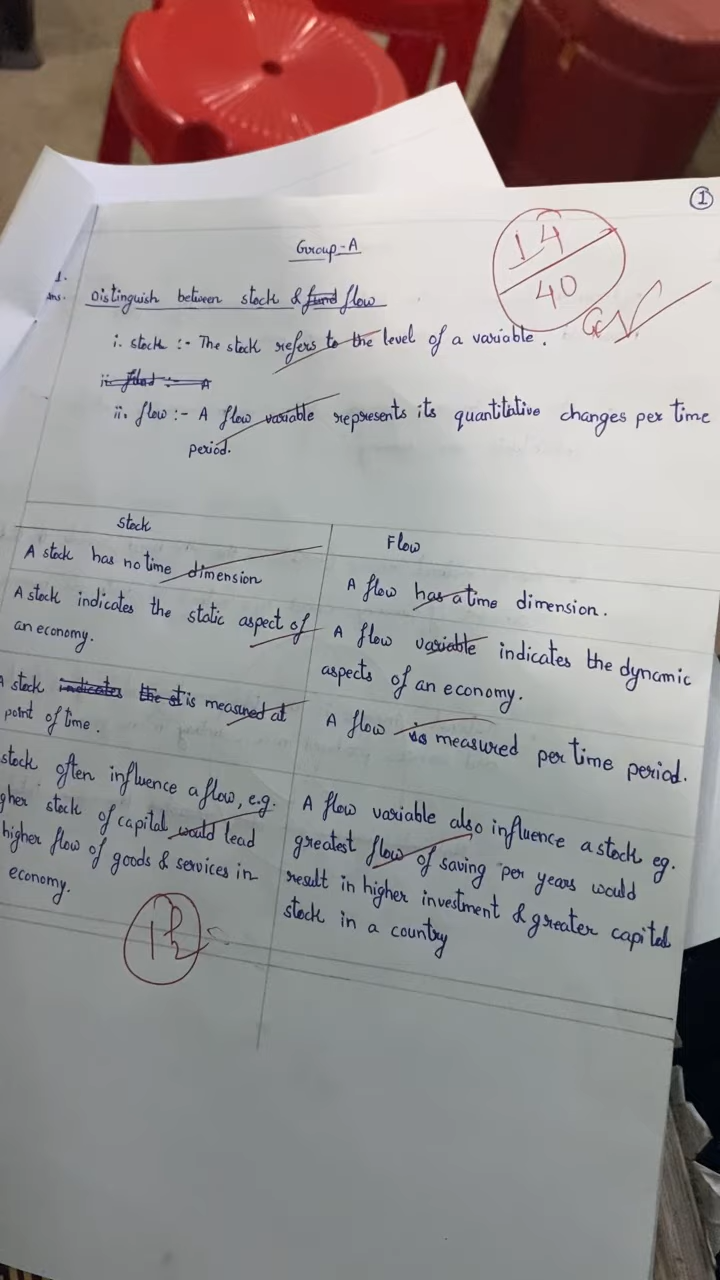 1
Group-A
14
40
1.
Ans. Distinguish between stock & fund flow
i. stock :- The stock refers to the level of a variable.
ii. flow :- A flow variable represents its quantitative changes per time
period.
Stock
A stock has no time dimension
A stock indicates the static aspect of
an economy.
A stock indicates the st is measured at
point of time.
stock often influence a flow, e.g.
gher stock of capital would lead
higher flow of goods & services in
economy.
Flow
A flow has a time dimension.
A flow variable indicates the dynamic
aspects of an economy.
A flow is measured per time period.
A flow variable also influence a stock eg.
greatest flow of saving per years would
result in higher investment & greater capital
stock in a country